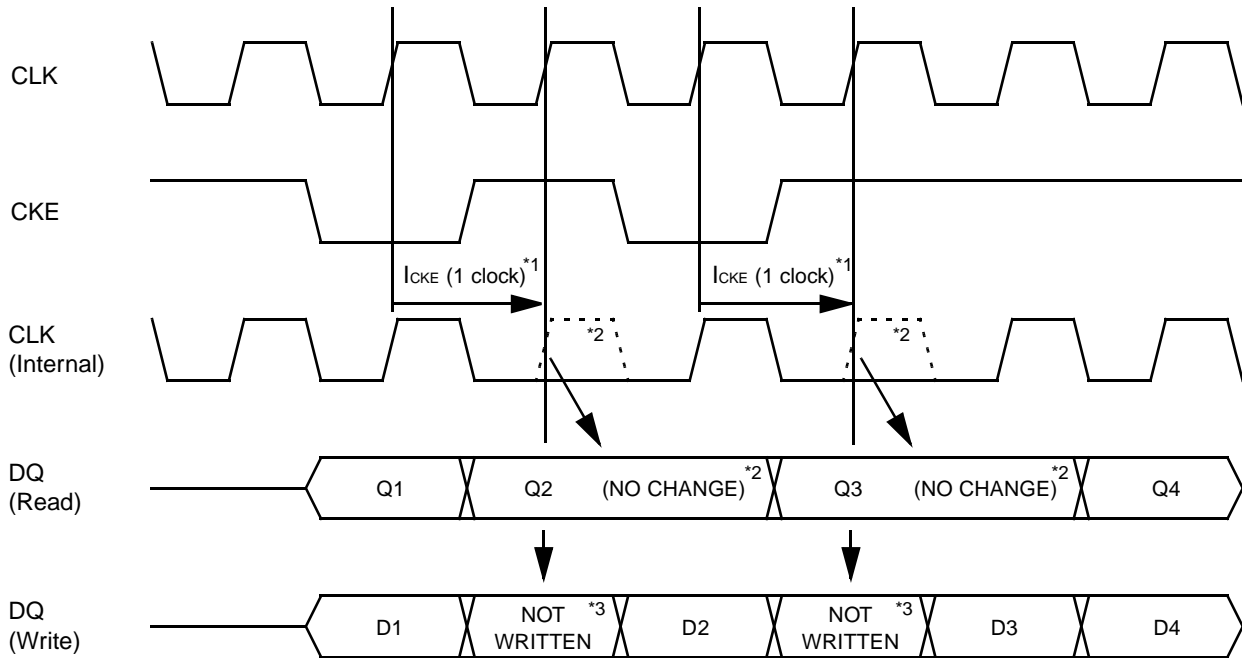 CLK
CKE
ICKE (1 clock)*1
ICKE (1 clock)*1
CLK
(Internal)
*2
*2
DQ
(Read)
Q1
Q2
(NO CHANGE)*2
Q3
(NO CHANGE)*2
Q4
DQ
(Write)
D1
NOT *3
WRITTEN
D2
NOT *3
WRITTEN
D3
D4